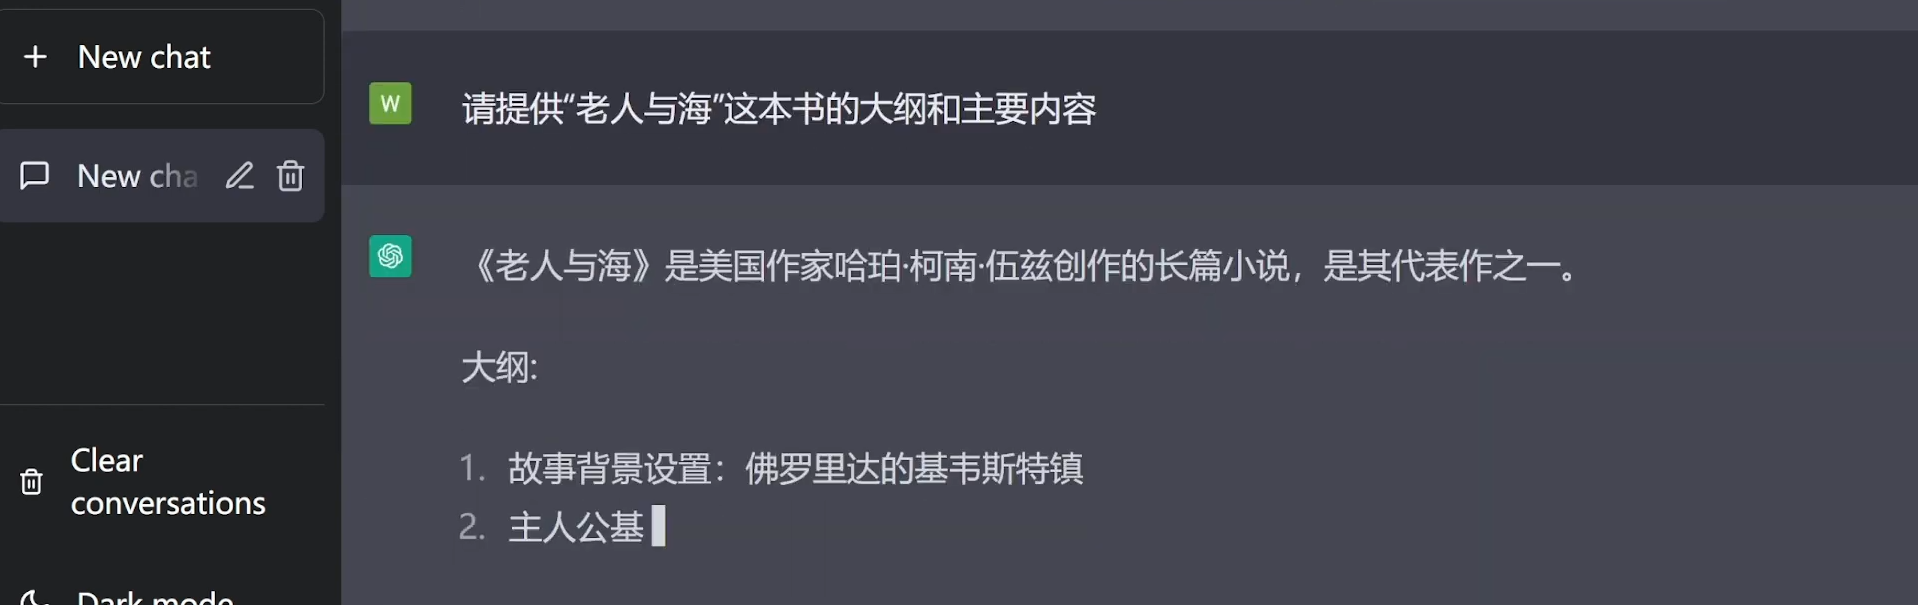 New chat
New cha
Clear
conversations
Dark mode
W
请提供“老人与海”这本书的大纲和主要内容
《老人与海》是美国作家哈珀·柯南·伍兹创作的长篇小说，是其代表作之一。
大纲:
1. 故事背景设置：佛罗里达的基韦斯特镇
2. 主人公基